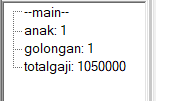 --main--
anak: 1
golongan: 1
totalgaji: 1050000